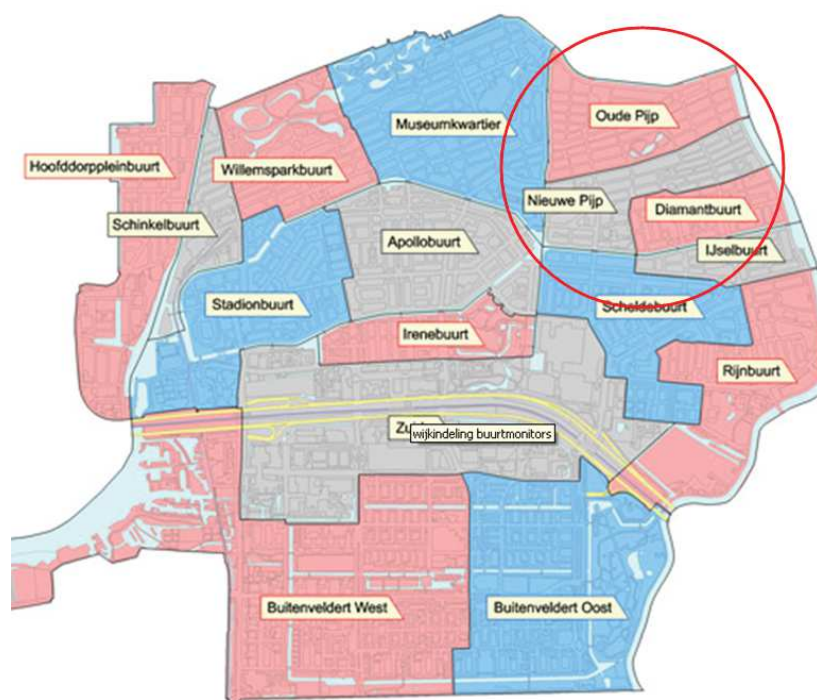 Oude Pijp
Museumkwartier
Hoofddorppleinbuurt
Willemsparkbuurt
Nieuwe Pijp
Diamantbuurt
Schinkelbuurt
Apollobuurt
IJselbuurt
Stadionbuurt
Scheldebuurt
Irenebuurt
Rijnbuurt
wijkindeling buurtmonitors
Buitenveldert West
Buitenveldert Oost